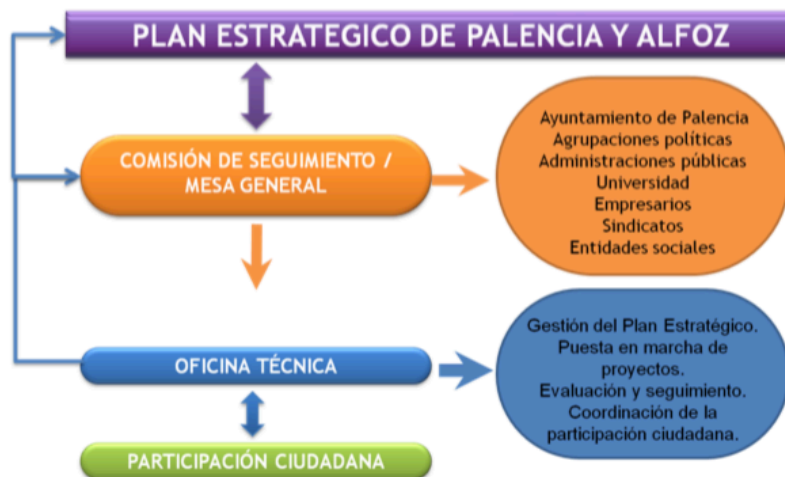 PLAN ESTRATEGICO DE PALENCIA Y ALFOZ
COMISIÓN DE SEGUIMIENTO /
MESA GENERAL
Ayuntamiento de Palencia
Agrupaciones políticas
Administraciones públicas
Universidad
Empresarios
Sindicatos
Entidades sociales
OFICINA TÉCNICA
Gestión del Plan Estratégico.
Puesta en marcha de
proyectos.
Evaluación y seguimiento.
Coordinación de la
participación ciudadana.
PARTICIPACIÓN CIUDADANA